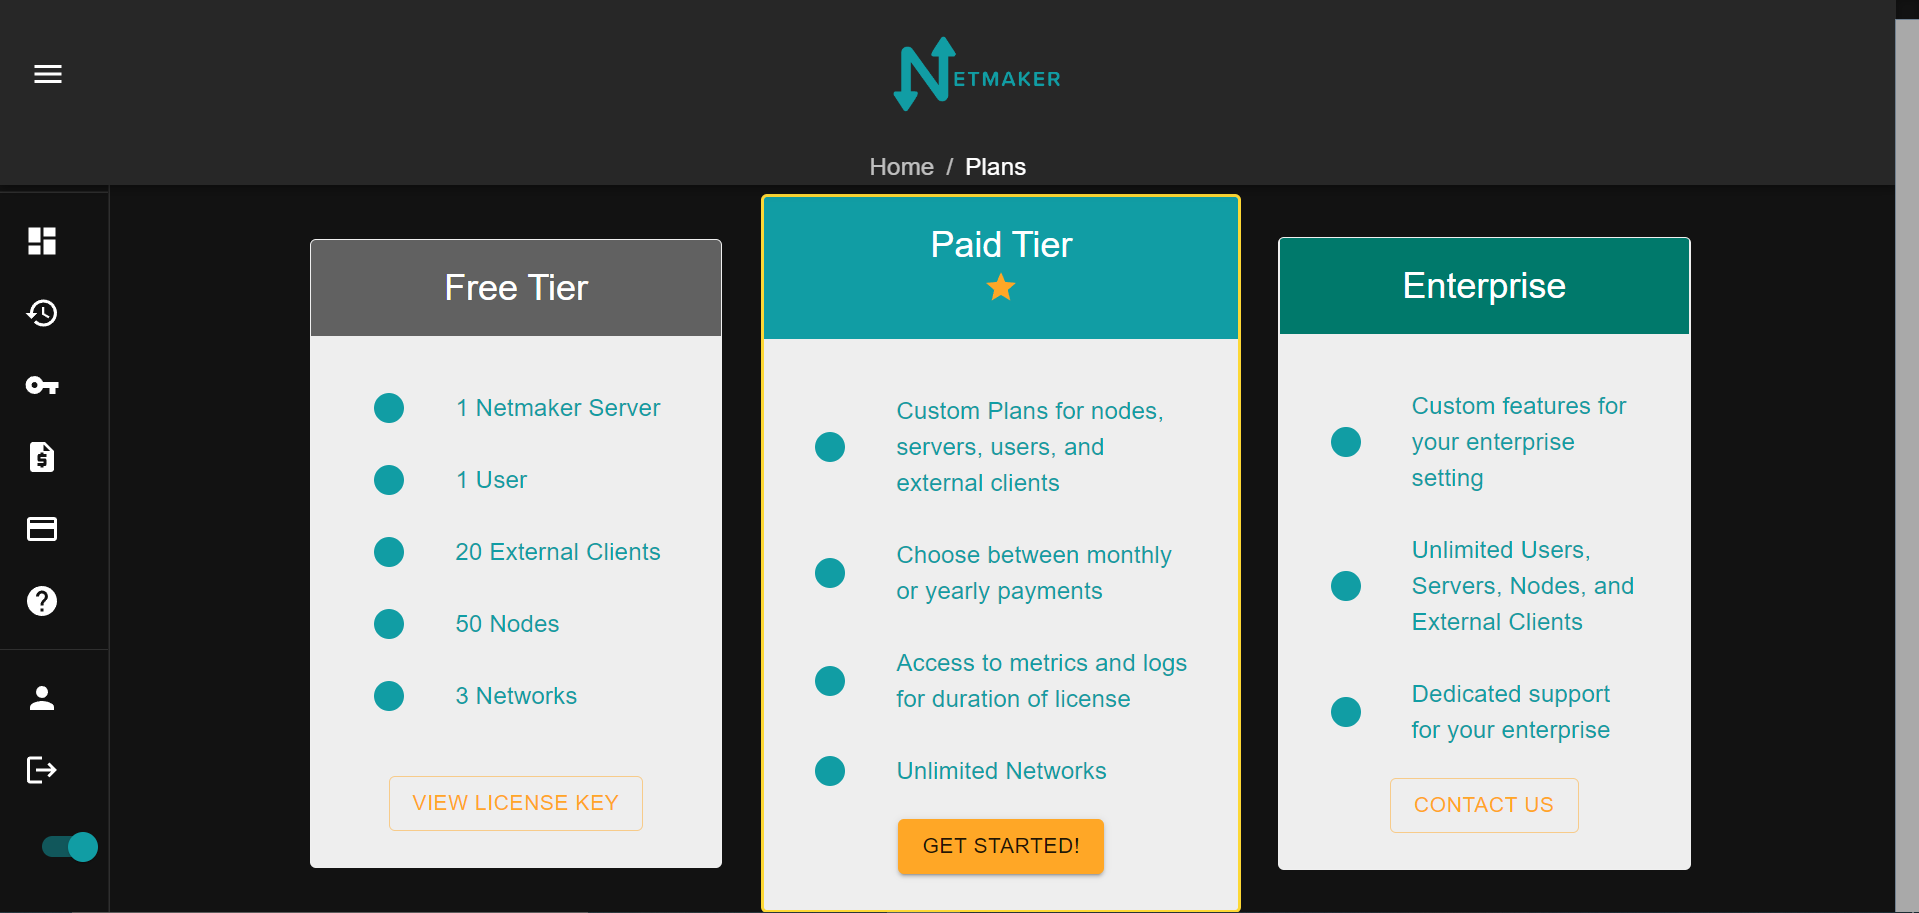 NETMAKER
Home / Plans
Free Tier
1 Netmaker Server
1 User
20 External Clients
50 Nodes
3 Networks
VIEW LICENSE KEY
Paid Tier
Custom Plans for nodes,
servers, users, and
external clients
Choose between monthly
or yearly payments
Access to metrics and logs
for duration of license
Unlimited Networks
GET STARTED!
Enterprise
Custom features for
your enterprise
setting
Unlimited Users,
Servers, Nodes, and
External Clients
Dedicated support
for your enterprise
CONTACT US